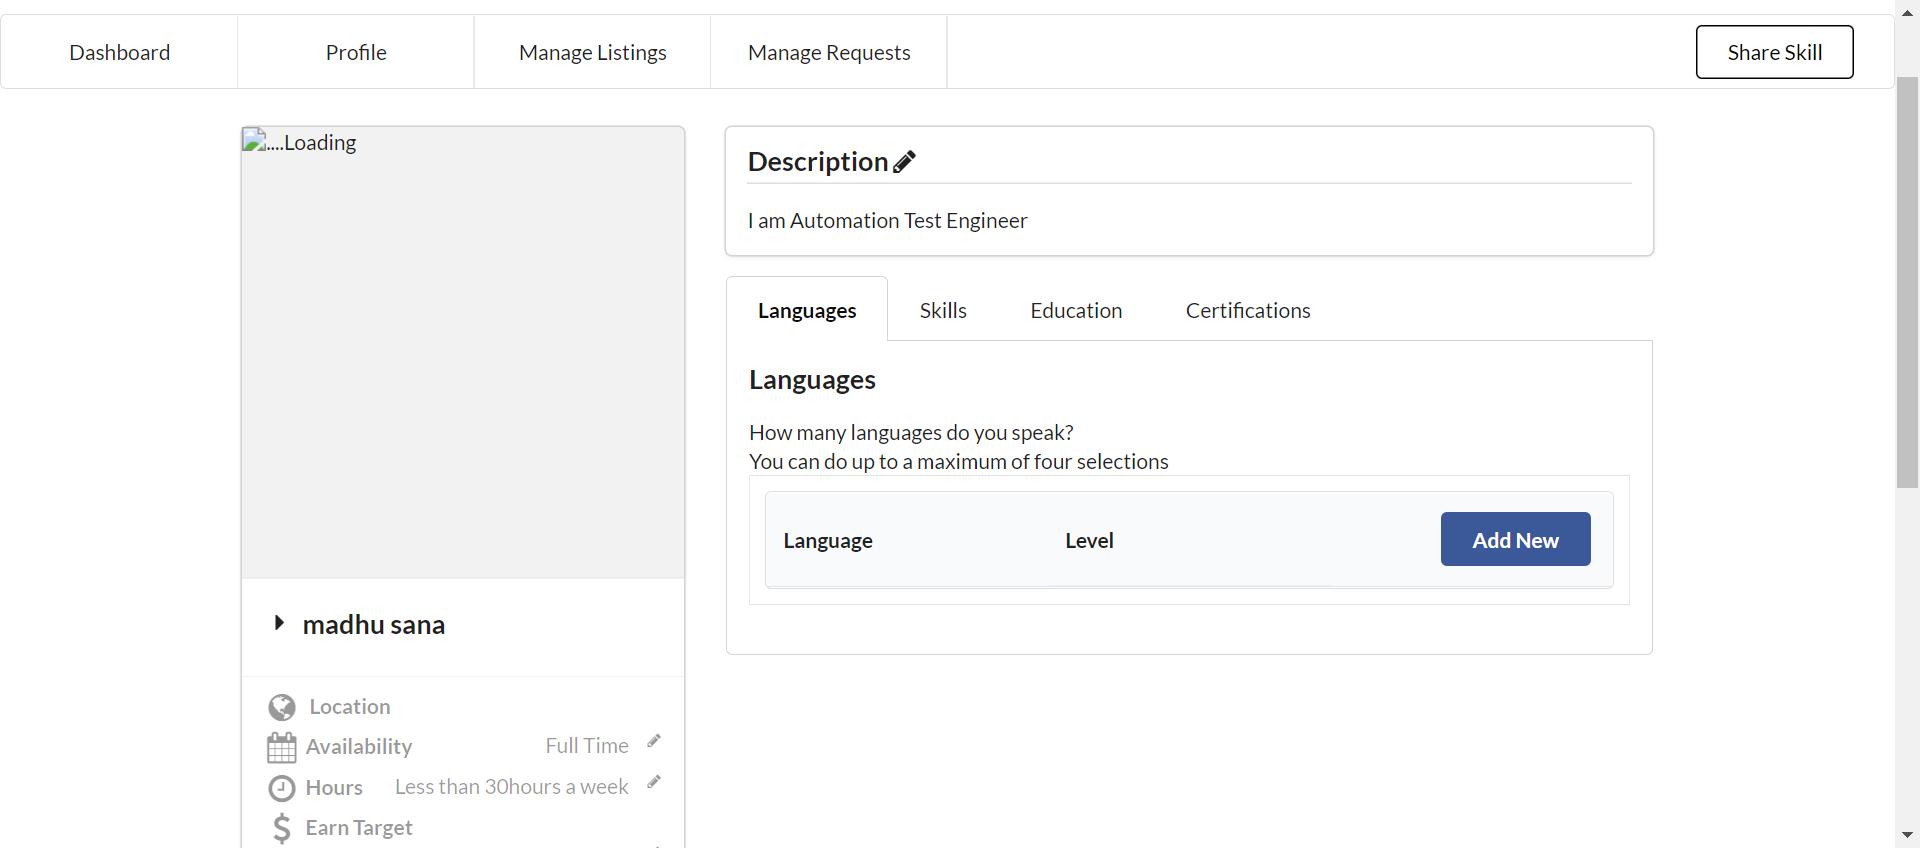 Dashboard Profile Manage Listings Manage Requests Share Skill
....Loading
madhu sana
Location
Availability Full Time
Hours Less than 30hours a week
Earn Target
Description
I am Automation Test Engineer
Languages Skills Education Certifications
Languages
How many languages do you speak?
You can do up to a maximum of four selections
Language Level Add New